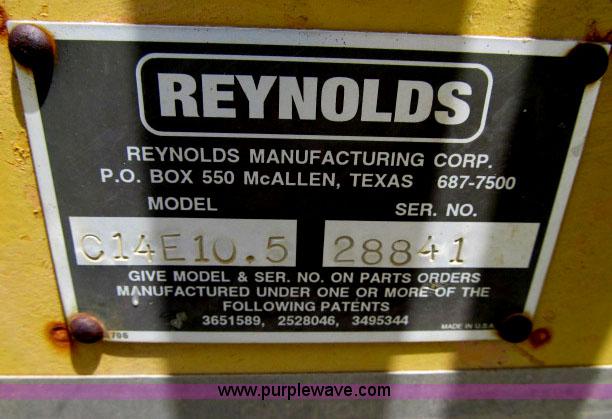 REYNOLDS
REYNOLDS MANUFACTURING CORP.
P.O. BOX 550 McALLEN, TEXAS 687-7500
MODEL SER. NO.
C14E10.5 28841
GIVE MODEL & SER. NO. ON PARTS ORDERS
MANUFACTURED UNDER ONE OR MORE OF THE
FOLLOWING PATENTS
3651589, 2528046, 3495344
MADE IN U.S.A.
www.purplewave.com